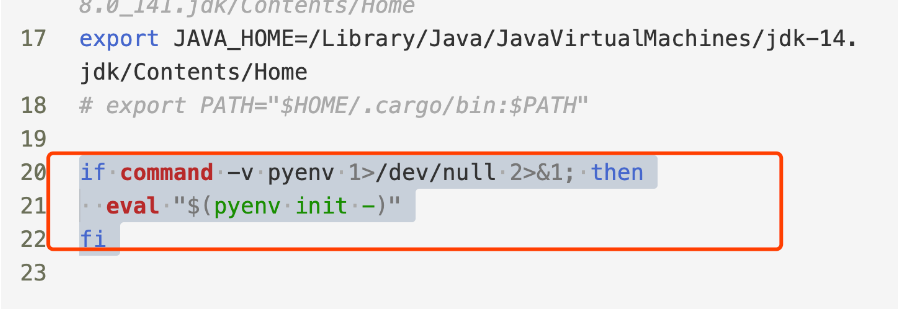 8.0_141.jdk/Contents/Home
17 export JAVA_HOME=/Library/Java/JavaVirtualMachines/jdk-14.
jdk/Contents/Home
18 # export PATH="$HOME/.cargo/bin:$PATH"
19
20 if command -v pyenv 1>/dev/null 2>&1; then
21   eval "$(pyenv init -)"
22 fi
23